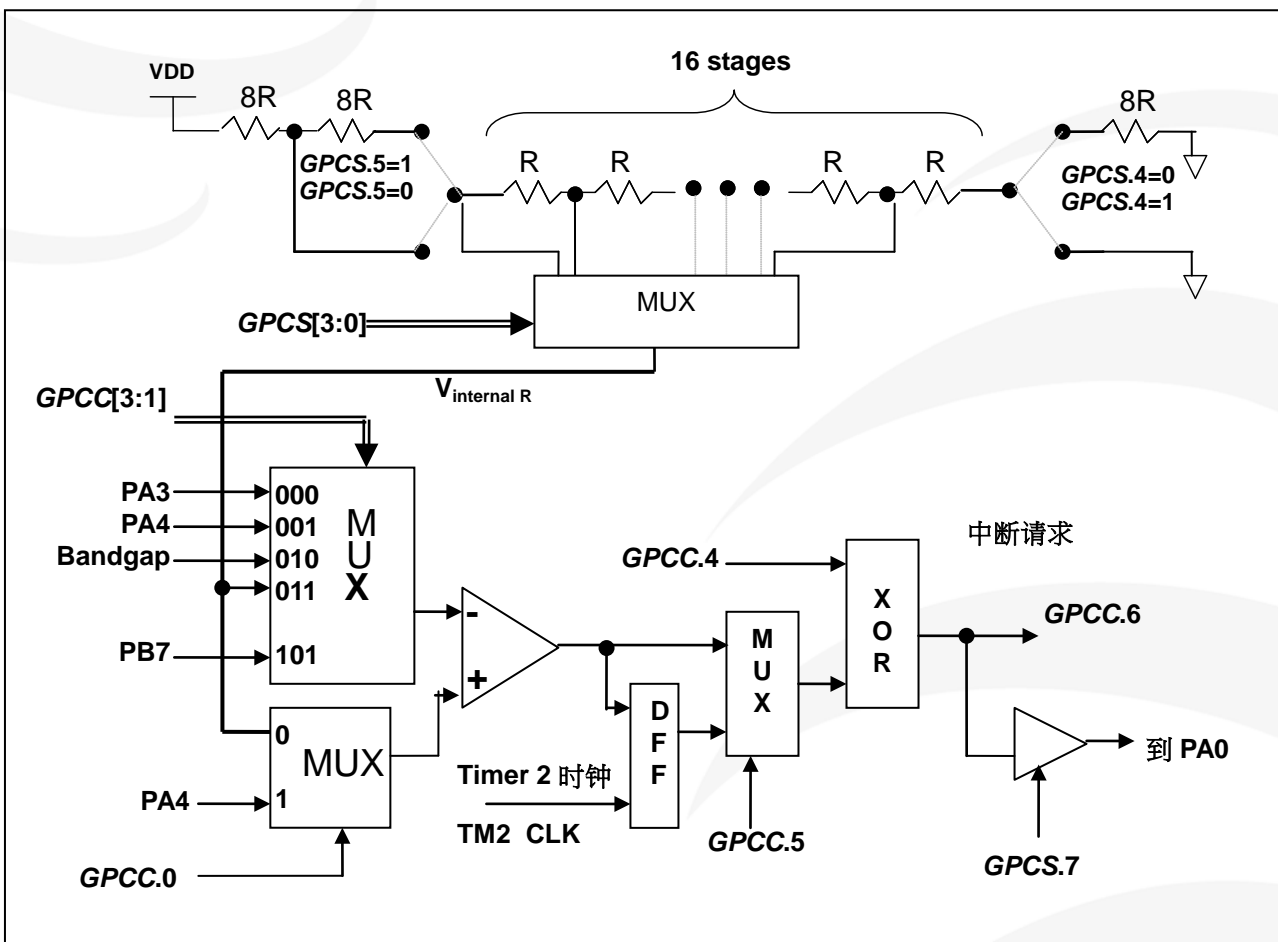 16 stages
VDD
8R
8R
8R
GPCS.5=1
GPCS.5=0
R
R
R
R
GPCS.4=0
GPCS.4=1
MUX
GPCS[3:0]
V internal R
GPCC[3:1]
PA3
000
PA4
001
Bandgap
010
011
PB7
101
M
U
X
-
+
0
1
MUX
PA4
GPCC.0
Timer 2 时钟
TM2 CLK
D
F
F
M
U
X
GPCC.5
GPCC.4
X
O
R
中断请求
GPCC.6
到 PA0
GPCS.7